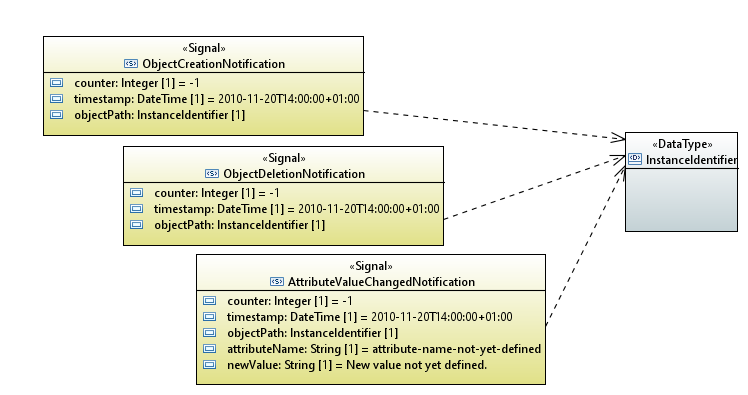 «Signal»
ObjectCreationNotification
counter: Integer [1] = -1
timestamp: DateTime [1] = 2010-11-20T14:00:00+01:00
objectPath: InstanceIdentifier [1]
«Signal»
ObjectDeletionNotification
counter: Integer [1] = -1
timestamp: DateTime [1] = 2010-11-20T14:00:00+01:00
objectPath: InstanceIdentifier [1]
«Signal»
AttributeValueChangedNotification
counter: Integer [1] = -1
timestamp: DateTime [1] = 2010-11-20T14:00:00+01:00
objectPath: InstanceIdentifier [1]
attributeName: String [1] = attribute-name-not-yet-defined
newValue: String [1] = New value not yet defined.
«DataType»
InstanceIdentifier